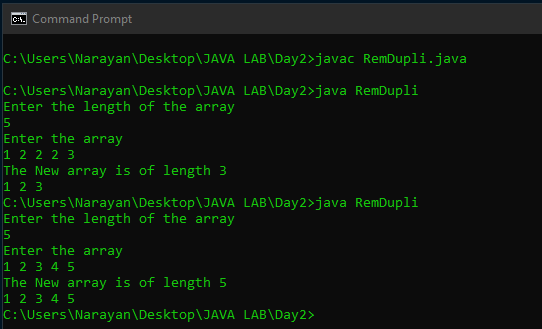 Command Prompt
C:\Users\Narayan\Desktop\JAVA LAB\Day2>javac RemDupli.java
C:\Users\Narayan\Desktop\JAVA LAB\Day2>java RemDupli
Enter the length of the array
5
Enter the array
1 2 2 2 3
The New array is of length 3
1 2 3
C:\Users\Narayan\Desktop\JAVA LAB\Day2>java RemDupli
Enter the length of the array
5
Enter the array
1 2 3 4 5
The New array is of length 5
1 2 3 4 5
C:\Users\Narayan\Desktop\JAVA LAB\Day2>